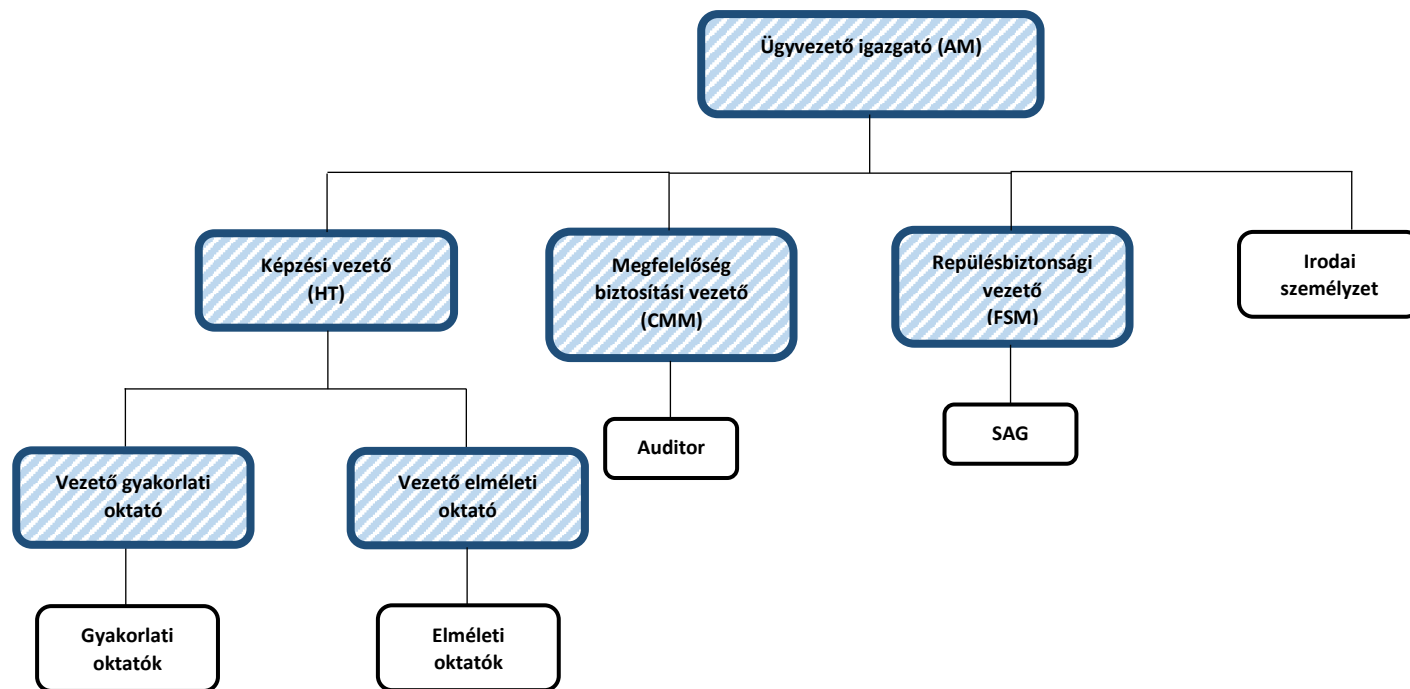 Ügyvezető igazgató (AM)
Képzési vezető
(HT)
Megfelelőség
biztosítási vezető
(CMM)
Repülésbiztonsági
vezető
(FSM)
Irodai
személyzet
Auditor
SAG
Vezető gyakorlati
oktató
Vezető elméleti
oktató
Gyakorlati
oktatók
Elméleti
oktatók